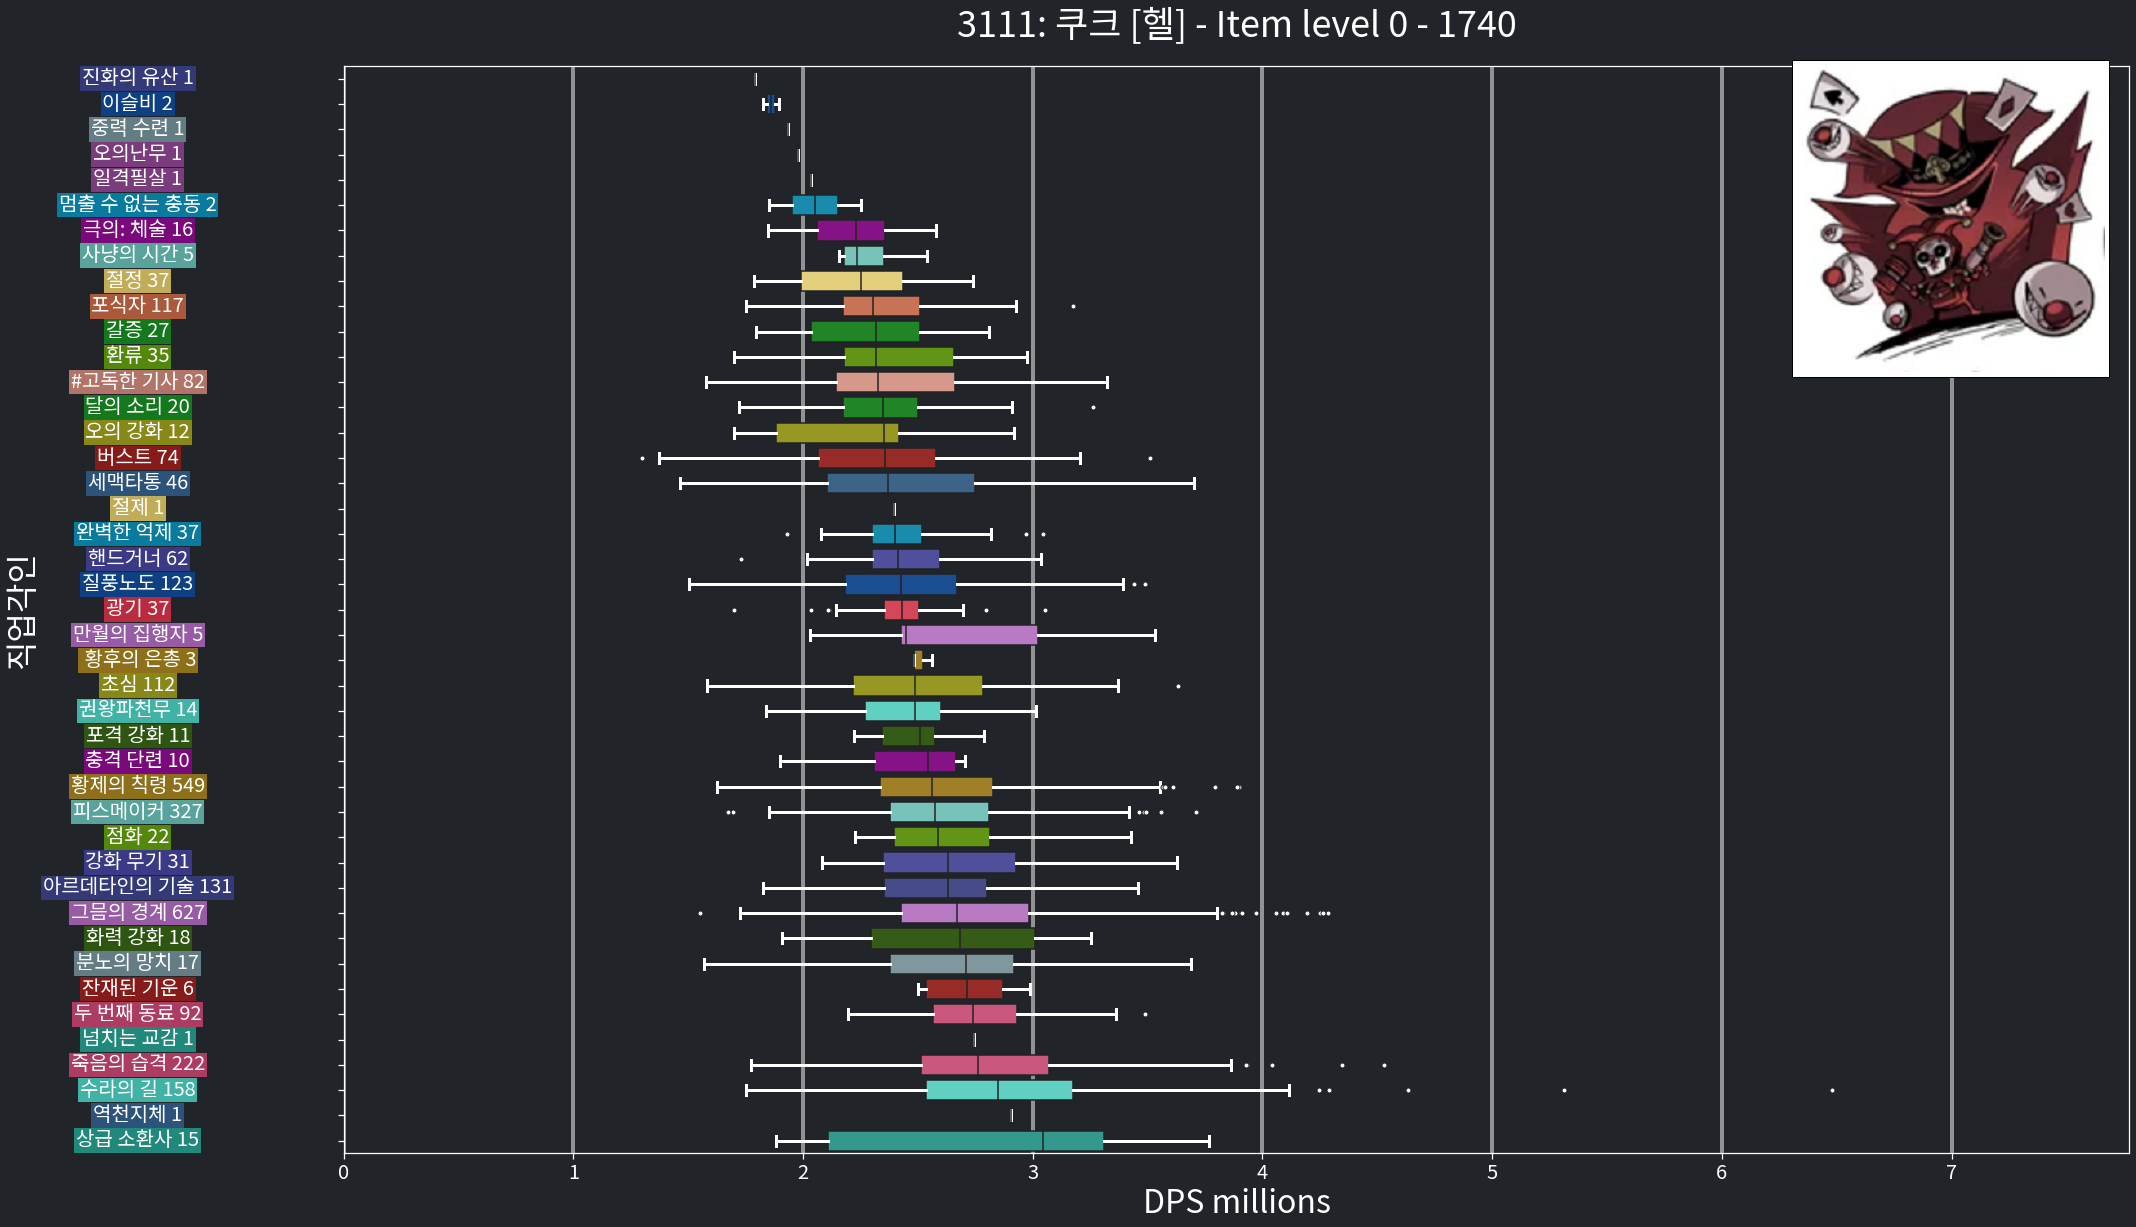 3111: 쿠크 [헬] - Item level 0 - 1740
직업각인
진화의 유산 1
이슬비 2
중력 수련 1
오의난무 1
일격필살 1
멈출 수 없는 충동 2
극의: 체술 16
사냥의 시간 5
절정 37
포식자 117
갈증 27
환류 35
#고독한 기사 82
달의 소리 20
오의 강화 12
버스트 74
세맥타통 46
절제 1
완벽한 억제 37
핸드거너 62
질풍노도 123
광기 37
만월의 집행자 5
황후의 은총 3
초심 112
권왕파천무 14
포격 강화 11
충격 단련 10
황제의 칙령 549
피스메이커 327
점화 22
강화 무기 31
아르데타인의 기술 131
그믐의 경계 627
화력 강화 18
분노의 망치 17
잔재된 기운 6
두 번째 동료 92
넘치는 교감 1
죽음의 습격 222
수라의 길 158
역천지체 1
상급 소환사 15
0 1 2 3 4 5 6 7
DPS millions